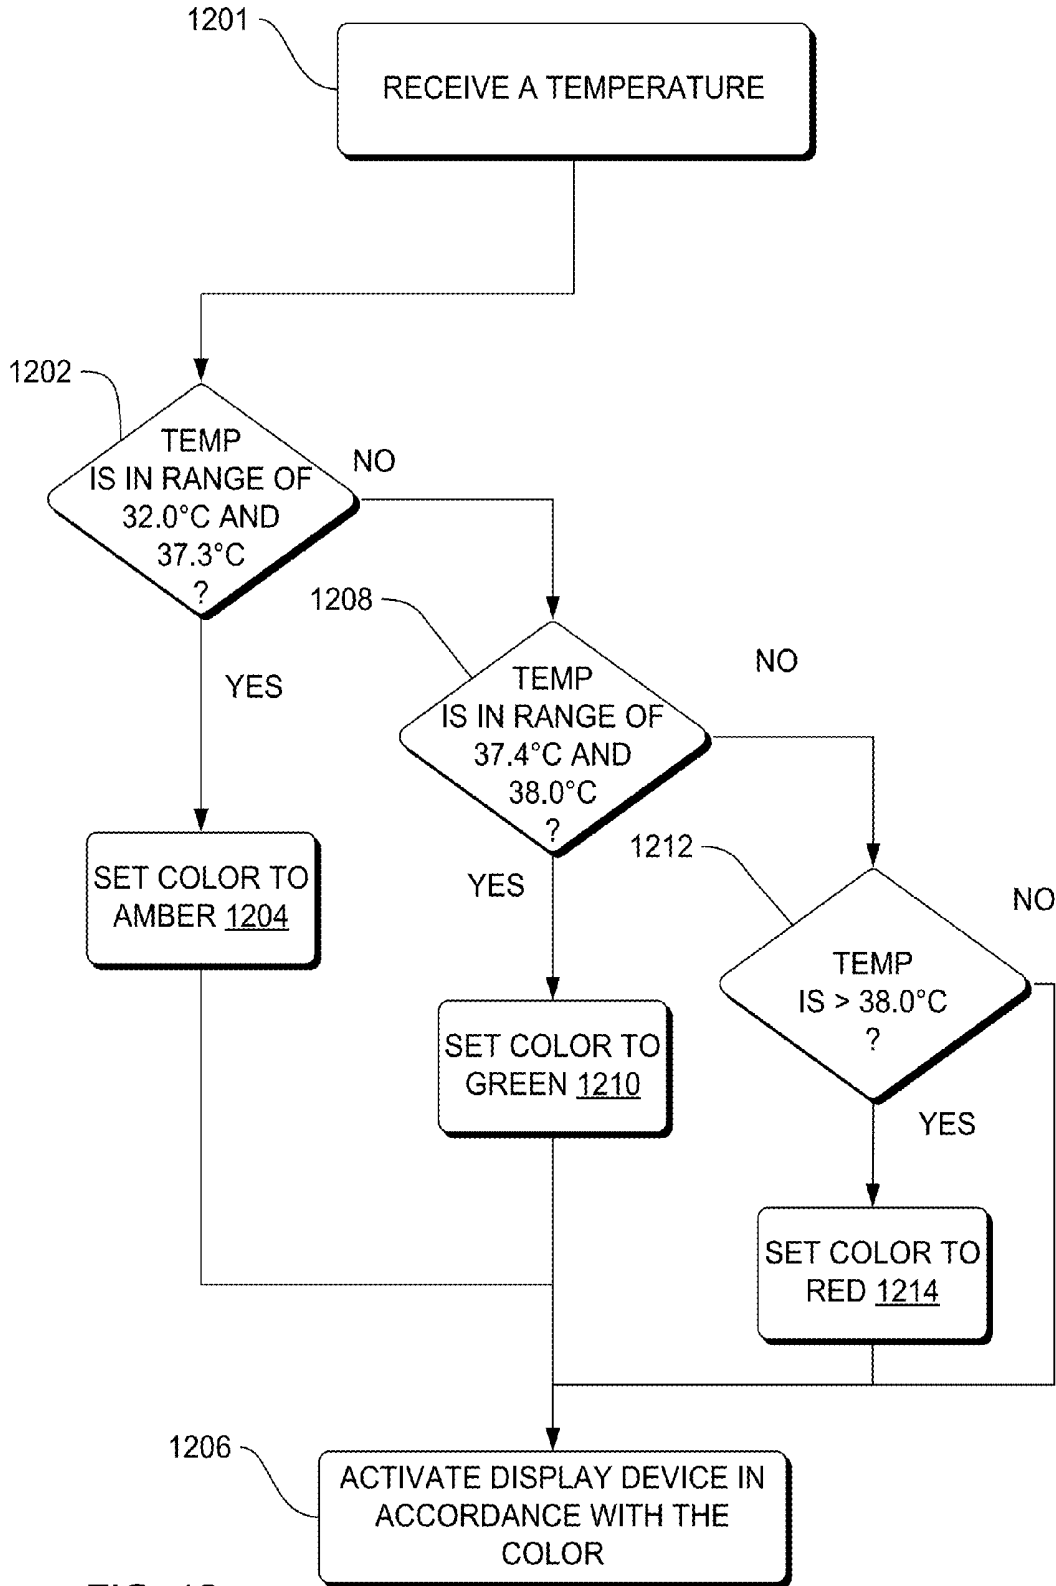 1201
RECEIVE A TEMPERATURE
1202
TEMP
IS IN RANGE OF
32.0°C AND
37.3°C
?
NO
YES
1208
TEMP
IS IN RANGE OF
37.4°C AND
38.0°C
?
NO
YES
1212
TEMP
IS > 38.0°C
?
NO
YES
SET COLOR TO
AMBER 1204
SET COLOR TO
GREEN 1210
SET COLOR TO
RED 1214
1206
ACTIVATE DISPLAY DEVICE IN
ACCORDANCE WITH THE
COLOR